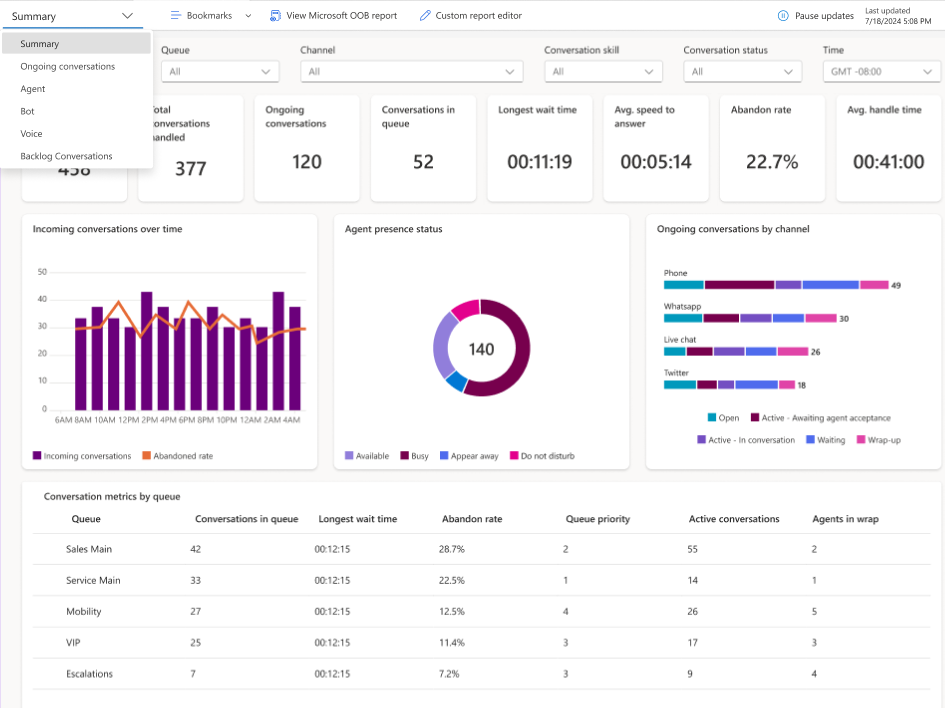 Summary
Bookmarks
View Microsoft OOB report
Custom report editor
Pause updates
Last updated
7/18/2024 5:08 PM
Summary
Ongoing conversations
Agent
Bot
Voice
Backlog Conversations
Queue
All
Channel
All
Conversation skill
All
Conversation status
All
Time
GMT -08:00
handled
377
Ongoing
conversations
120
Conversations in
queue
52
Longest wait time
00:11:19
Avg. speed to
answer
00:05:14
Abandon rate
22.7%
Avg. handle time
00:41:00
Incoming conversations over time
50
40
30
20
10
0
6AM 8AM 10AM 12PM 2PM 4PM 6PM 8PM 10PM 12AM 2AM 4AM
Incoming conversations
Abandoned rate
Agent presence status
140
Available
Busy
Appear away
Do not disturb
Ongoing conversations by channel
Phone
49
Whatsapp
30
Live chat
26
Twitter
18
Open
Active - Awaiting agent acceptance
Active - In conversation
Waiting
Wrap-up
Conversation metrics by queue
Queue Conversations in queue Longest wait time Abandon rate Queue priority Active conversations Agents in wrap
Sales Main 42 00:12:15 28.7% 2 55 2
Service Main 33 00:12:15 22.5% 1 14 1
Mobility 27 00:12:15 12.5% 4 26 5
VIP 25 00:12:15 11.4% 3 17 3
Escalations 7 00:12:15 7.2% 3 9 4